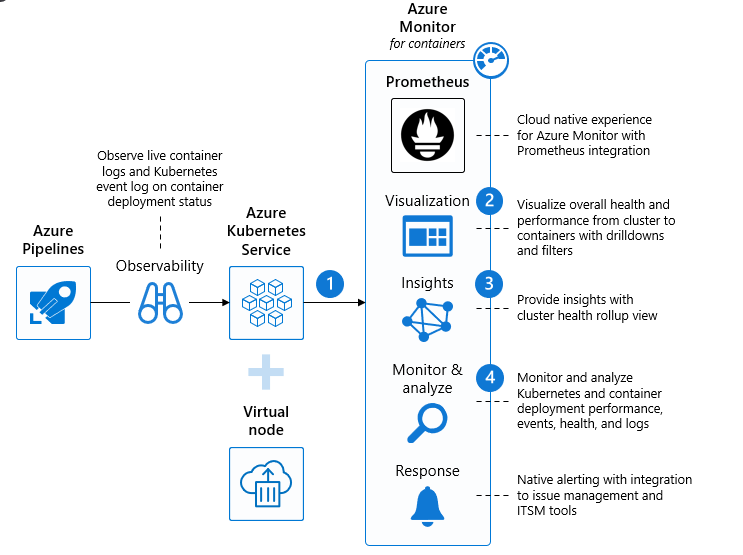 Azure
Monitor
for containers
Prometheus
Cloud native experience
for Azure Monitor with
Prometheus integration
Observe live container
logs and Kubernetes
event log on container
deployment status
Azure
Pipelines
Observability
Azure
Kubernetes
Service
1
Visualization
2
Visualize overall health and
performance from cluster to
containers with drilldowns
and filters
Insights
3
Provide insights with
cluster health rollup view
Monitor &
analyze
4
Monitor and analyze
Kubernetes and container
deployment performance,
events, health, and logs
Virtual
node
Response
Native alerting with integration
to issue management and
ITSM tools